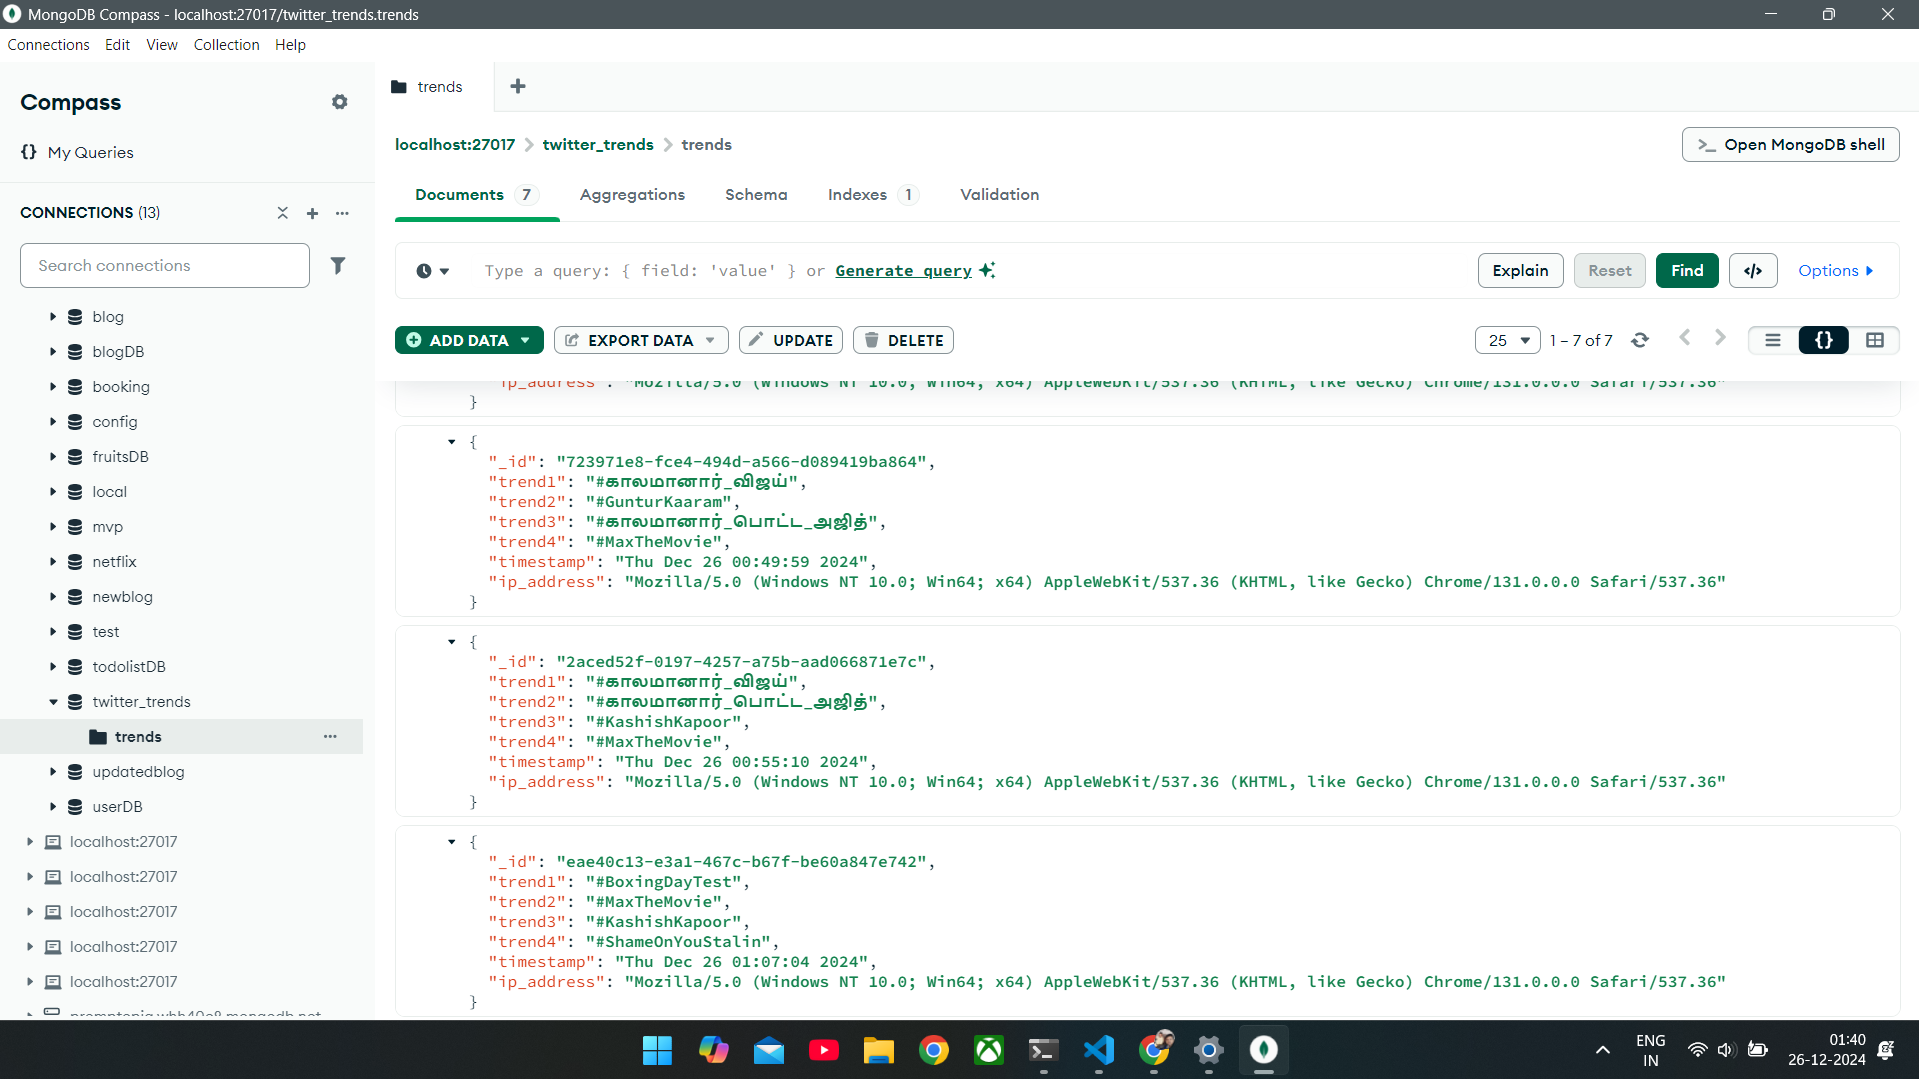 MongoDB Compass - localhost:27017/twitter_trends.trends
Connections Edit View Collection Help
Compass
My Queries
CONNECTIONS (13)
Search connections
blog
blogDB
booking
config
fruitsDB
local
mvp
netflix
newblog
test
todolistDB
twitter_trends
trends
updatedblog
userDB
localhost:27017
localhost:27017
localhost:27017
localhost:27017
localhost:27017
trends
localhost:27017 > twitter_trends > trends
>_ Open MongoDB shell
Documents 7 Aggregations Schema Indexes 1 Validation
Type a query: { field: 'value' } or Generate query
Explain Reset Find </> Options
ADD DATA EXPORT DATA UPDATE DELETE
25 1 – 7 of 7 {}
"ip_address": "Mozilla/5.0 (Windows NT 10.0; Win64; x64) AppleWebKit/537.36 (KHTML, like Gecko) Chrome/131.0.0.0 Safari/537.36"
}
{
"_id": "723971e8-fce4-494d-a566-d089419ba864",
"trend1": "#காலமானார்_விஜய்",
"trend2": "#GunturKaaram",
"trend3": "#காலமானார்_பொட்ட_அஜித்",
"trend4": "#MaxTheMovie",
"timestamp": "Thu Dec 26 00:49:59 2024",
"ip_address": "Mozilla/5.0 (Windows NT 10.0; Win64; x64) AppleWebKit/537.36 (KHTML, like Gecko) Chrome/131.0.0.0 Safari/537.36"
}
{
"_id": "2aced52f-0197-4257-a75b-aad066871e7c",
"trend1": "#காலமானார்_விஜய்",
"trend2": "#காலமானார்_பொட்ட_அஜித்",
"trend3": "#KashishKapoor",
"trend4": "#MaxTheMovie",
"timestamp": "Thu Dec 26 00:55:10 2024",
"ip_address": "Mozilla/5.0 (Windows NT 10.0; Win64; x64) AppleWebKit/537.36 (KHTML, like Gecko) Chrome/131.0.0.0 Safari/537.36"
}
{
"_id": "eae40c13-e3a1-467c-b67f-be60a847e742",
"trend1": "#BoxingDayTest",
"trend2": "#MaxTheMovie",
"trend3": "#KashishKapoor",
"trend4": "#ShameOnYouStalin",
"timestamp": "Thu Dec 26 01:07:04 2024",
"ip_address": "Mozilla/5.0 (Windows NT 10.0; Win64; x64) AppleWebKit/537.36 (KHTML, like Gecko) Chrome/131.0.0.0 Safari/537.36"
}
ENG
IN
01:40
26-12-2024